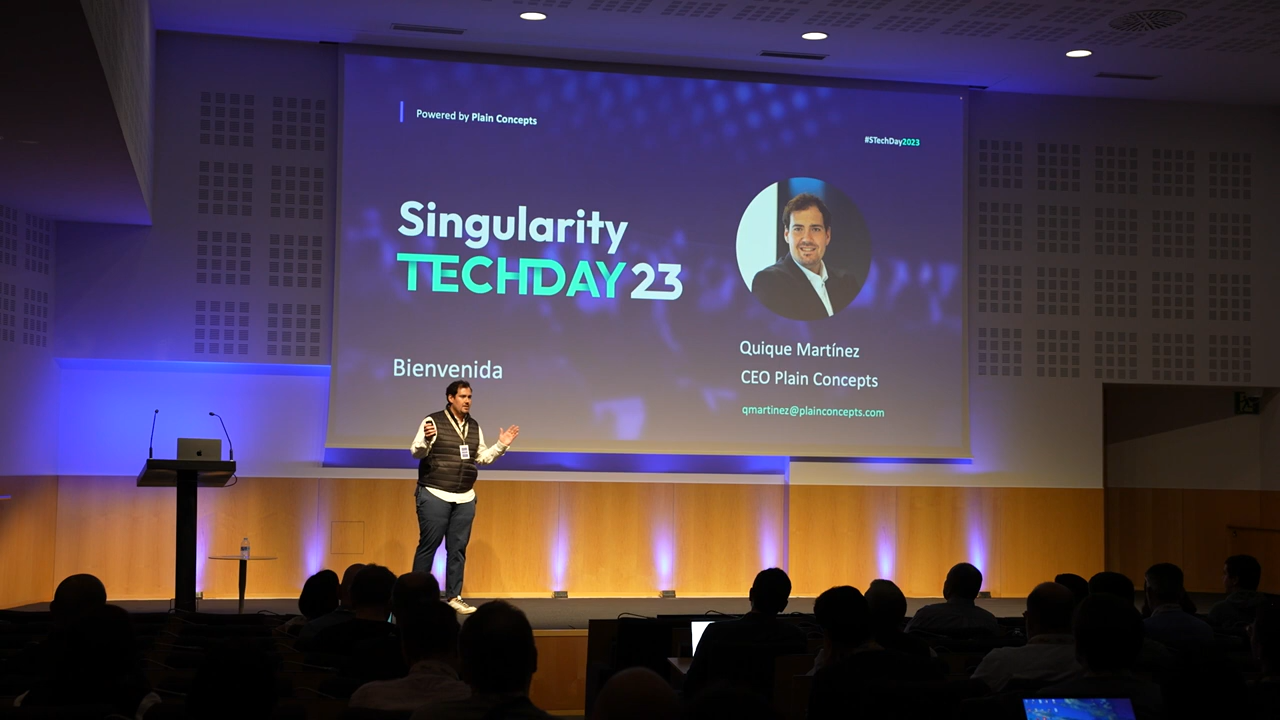 Powered by Plain Concepts
#STechDay2023
Singularity
TECHDAY 23
Bienvenida
Quique Martínez
CEO Plain Concepts
qmartinez@plainconcepts.com